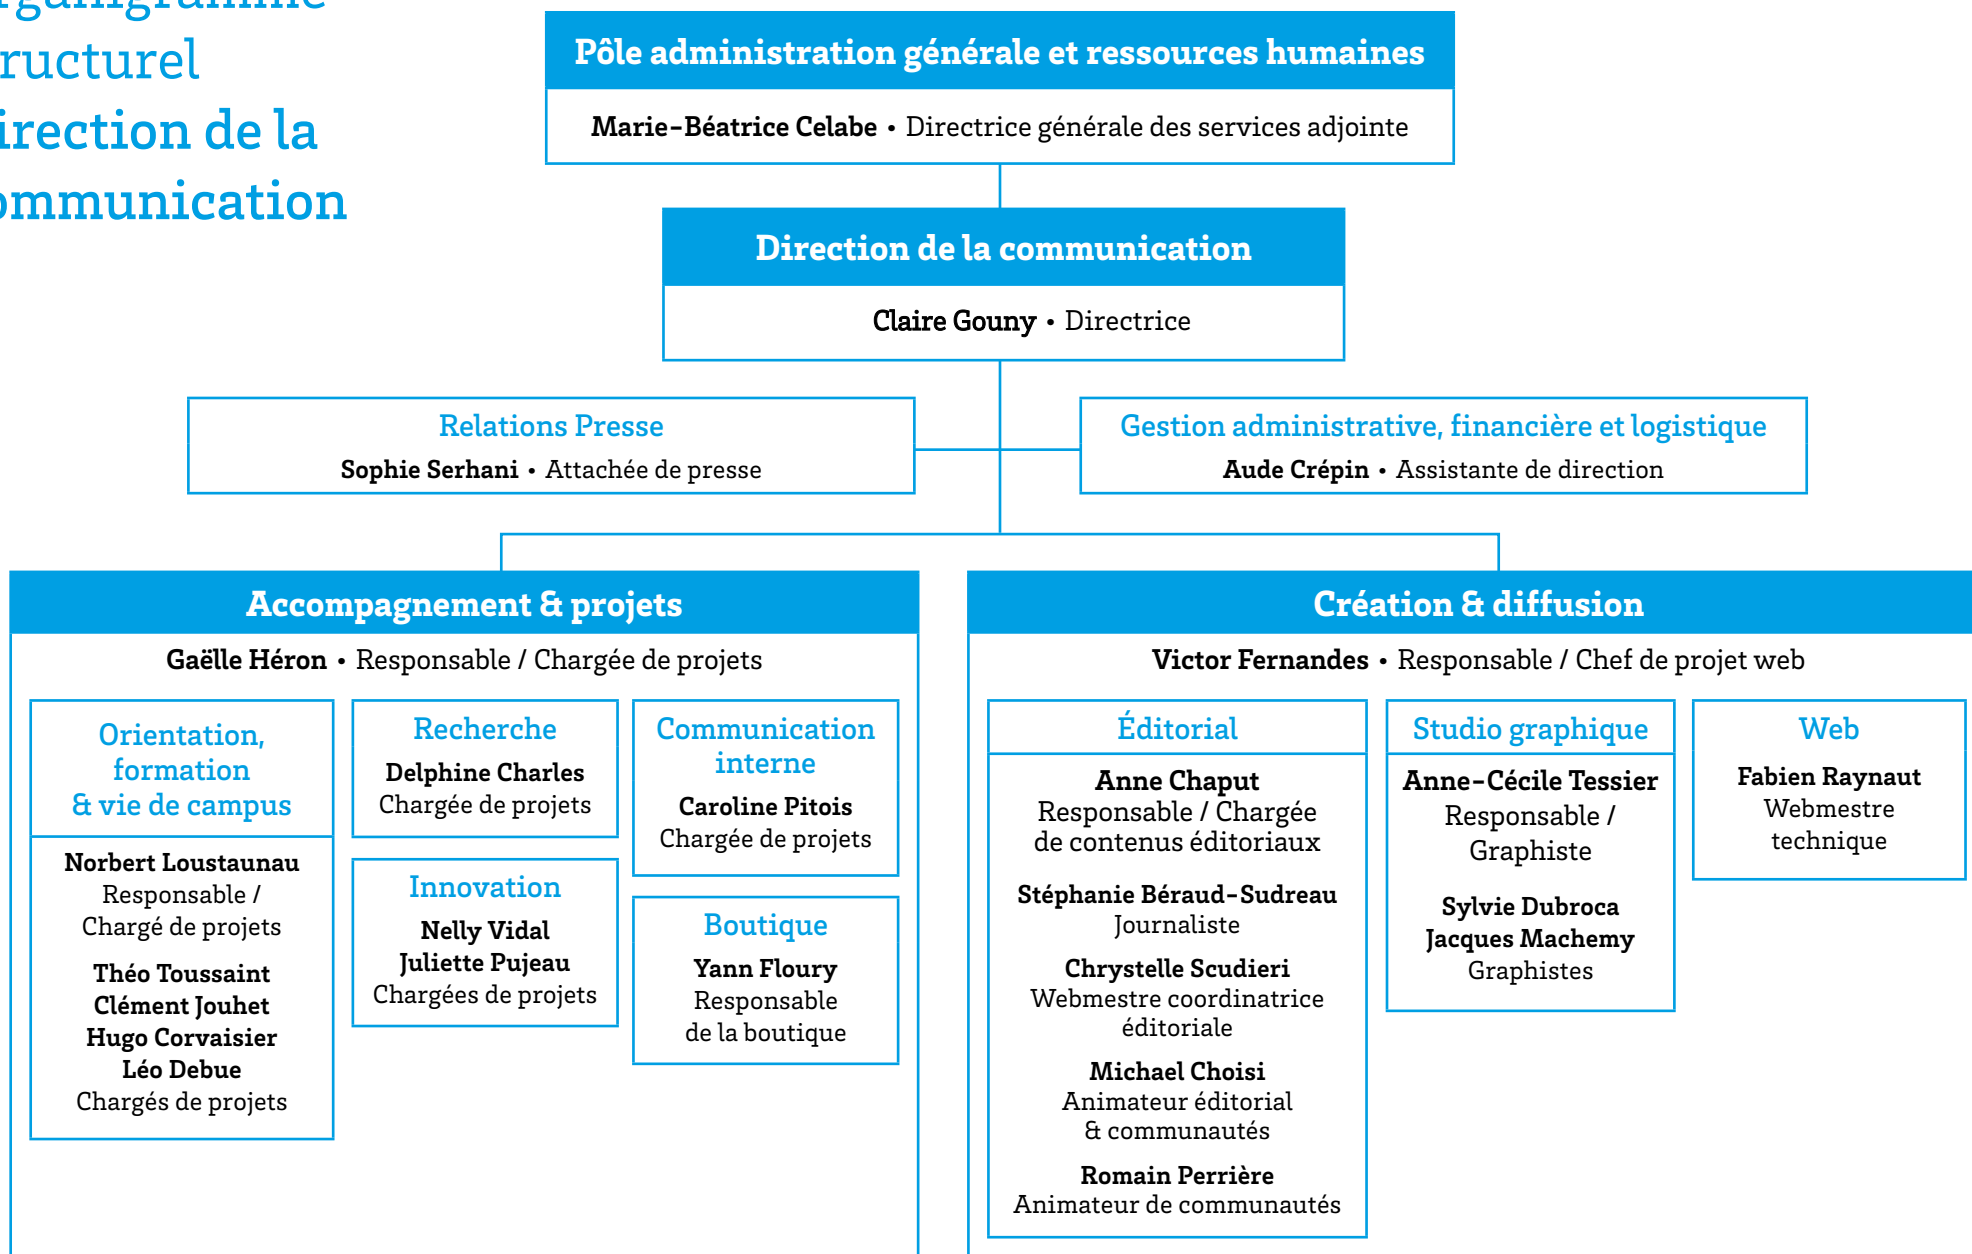 rganigramme
ructurel
irection de la
ommunication
Pôle administration générale et ressources humaines
Marie-Béatrice Celabe • Directrice générale des services adjointe
Direction de la communication
Claire Gouny • Directrice
Relations Presse
Sophie Serhani • Attachée de presse
Gestion administrative, financière et logistique
Aude Crépin • Assistante de direction
Accompagnement & projets
Gaëlle Héron • Responsable / Chargée de projets
Orientation,
formation
& vie de campus
Norbert Loustaunau
Responsable /
Chargé de projets
Théo Toussaint
Clément Jouhet
Hugo Corvaisier
Léo Debue
Chargés de projets
Recherche
Delphine Charles
Chargée de projets
Innovation
Nelly Vidal
Juliette Pujeau
Chargées de projets
Communication
interne
Caroline Pitois
Chargée de projets
Boutique
Yann Floury
Responsable
de la boutique
Création & diffusion
Victor Fernandes • Responsable / Chef de projet web
Éditorial
Anne Chaput
Responsable / Chargée
de contenus éditoriaux
Stéphanie Béraud-Sudreau
Journaliste
Chrystelle Scudieri
Webmestre coordinatrice
éditoriale
Michael Choisi
Animateur éditorial
& communautés
Romain Perrière
Animateur de communautés
Studio graphique
Anne-Cécile Tessier
Responsable /
Graphiste
Sylvie Dubroca
Jacques Machemy
Graphistes
Web
Fabien Raynaut
Webmestre
technique